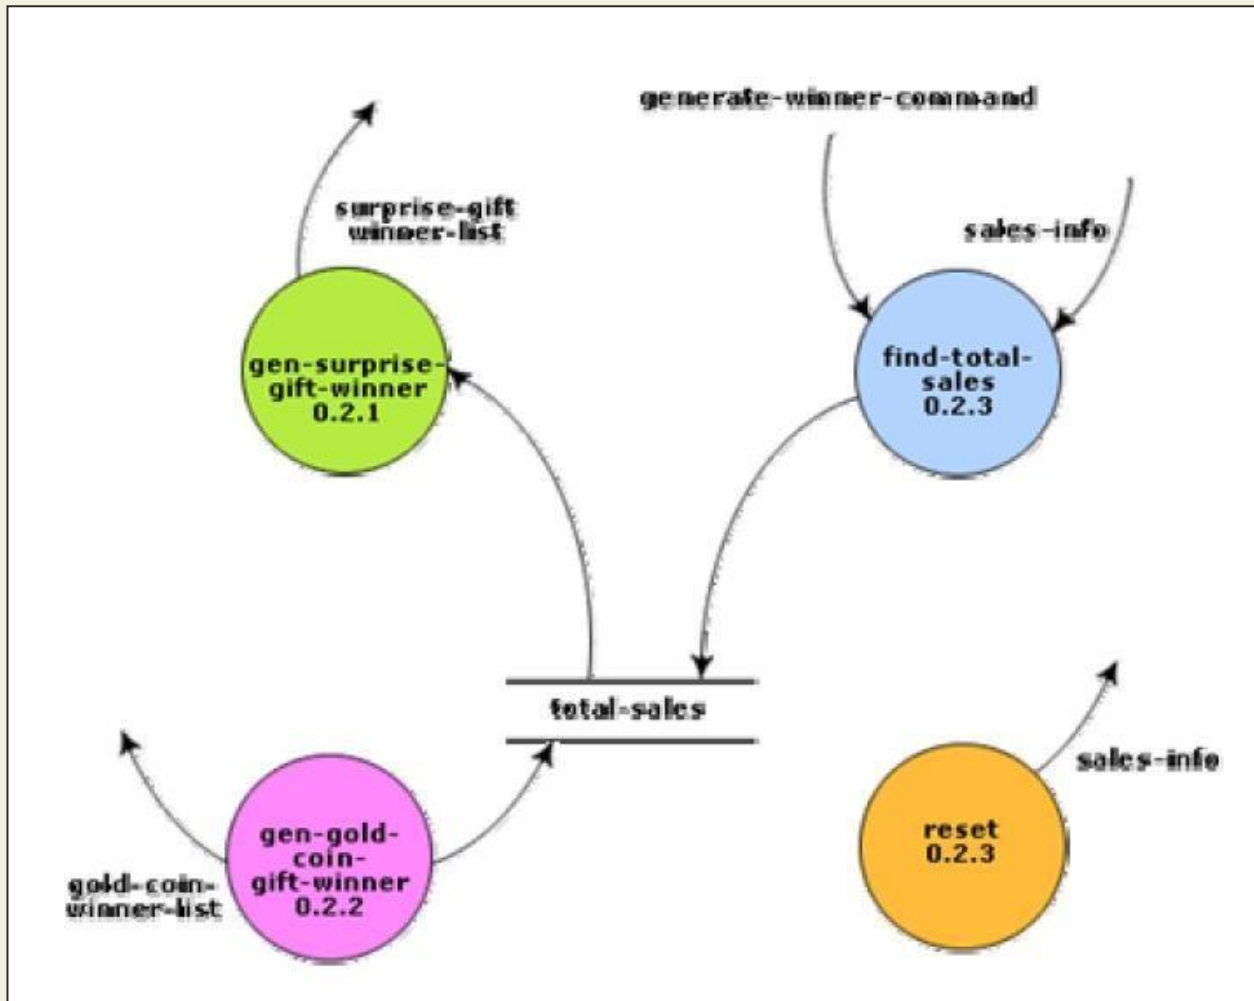 generate-winner-command
surprise-gift
winner-list
sales-info
gen-surprise-
gift-winner
0.2.1
find-total-
sales
0.2.3
total-sales
gold-coin-
winner-list
gen-gold-
coin-
gift-winner
0.2.2
sales-info
reset
0.2.3